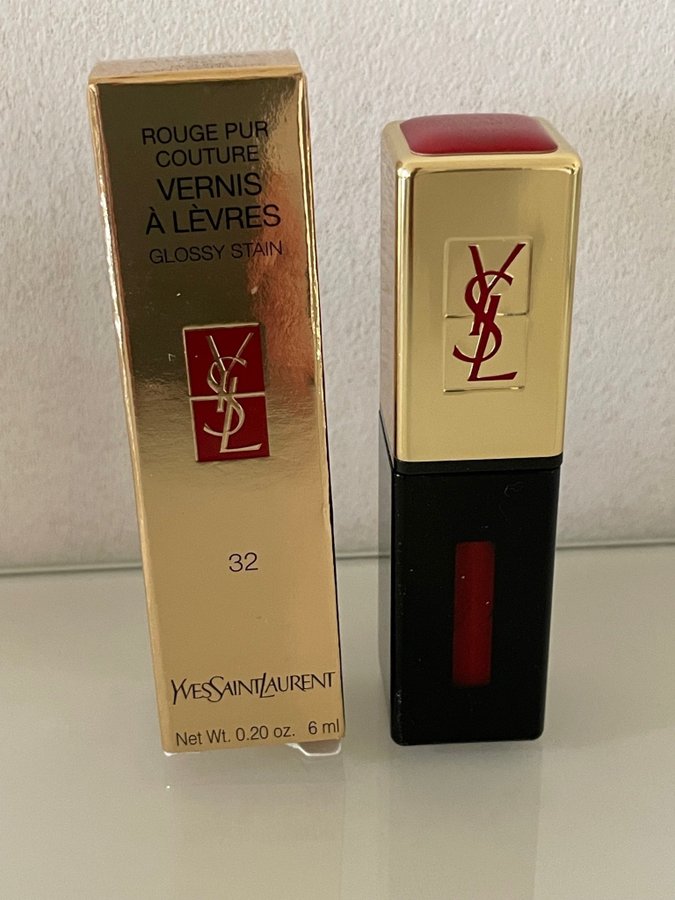 ROUGE PUR
COUTURE
VERNIS
À LÈVRES
GLOSSY STAIN
YSL
32
YVESSAINTLAURENT
Net Wt. 0.20 oz. 6 ml
YSL